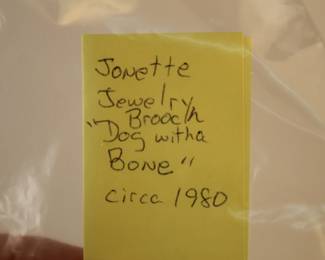 Jonette
Jewelry
Brooch
"Dog with a
Bone"
circa 1980